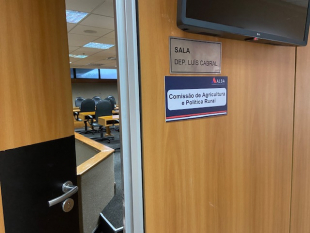 SALA
DEP. LUIS CABRAL
ALBA
Comissão de Agricultura
e Política Rural